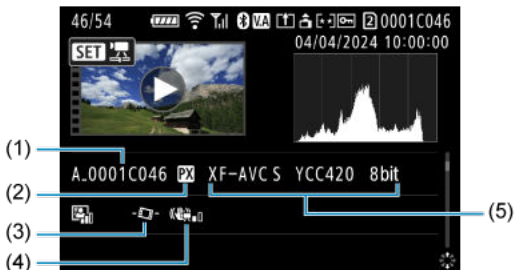 46/54 V.A 2 0001C046
04/04/2024 10:00:00
SET
(1)
A_0001C046 PX XF-AVC S YCC420 8bit
(2)
(5)
(3)
(4)